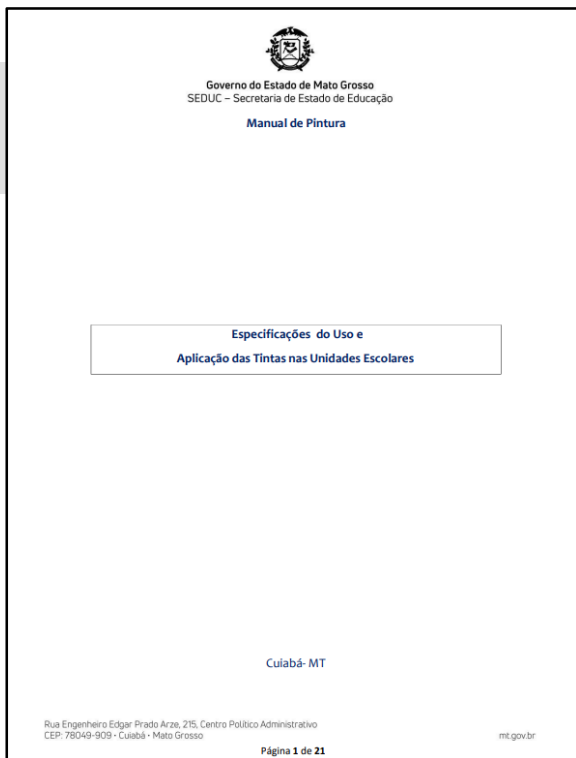 Governo do Estado de Mato Grosso
SEDUC – Secretaria de Estado de Educação
Manual de Pintura
Especificações do Uso e
Aplicação das Tintas nas Unidades Escolares
Cuiabá- MT
Rua Engenheiro Edgar Prado Arze, 215, Centro Político Administrativo
CEP: 78049-909 • Cuiabá • Mato Grosso
mt.gov.br
Página 1 de 21